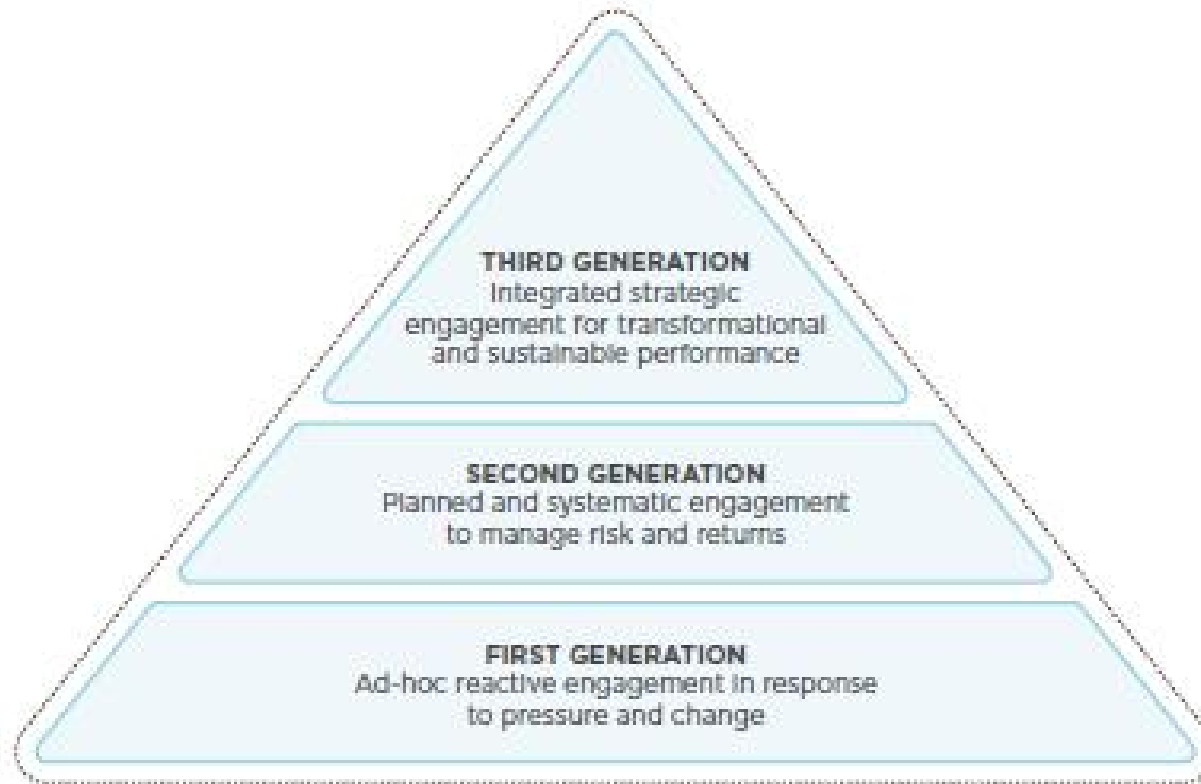 THIRD GENERATION
Integrated strategic
engagement for transformational
and sustainable performance
SECOND GENERATION
Planned and systematic engagement
to manage risk and returns
FIRST GENERATION
Ad-hoc reactive engagement in response
to pressure and change